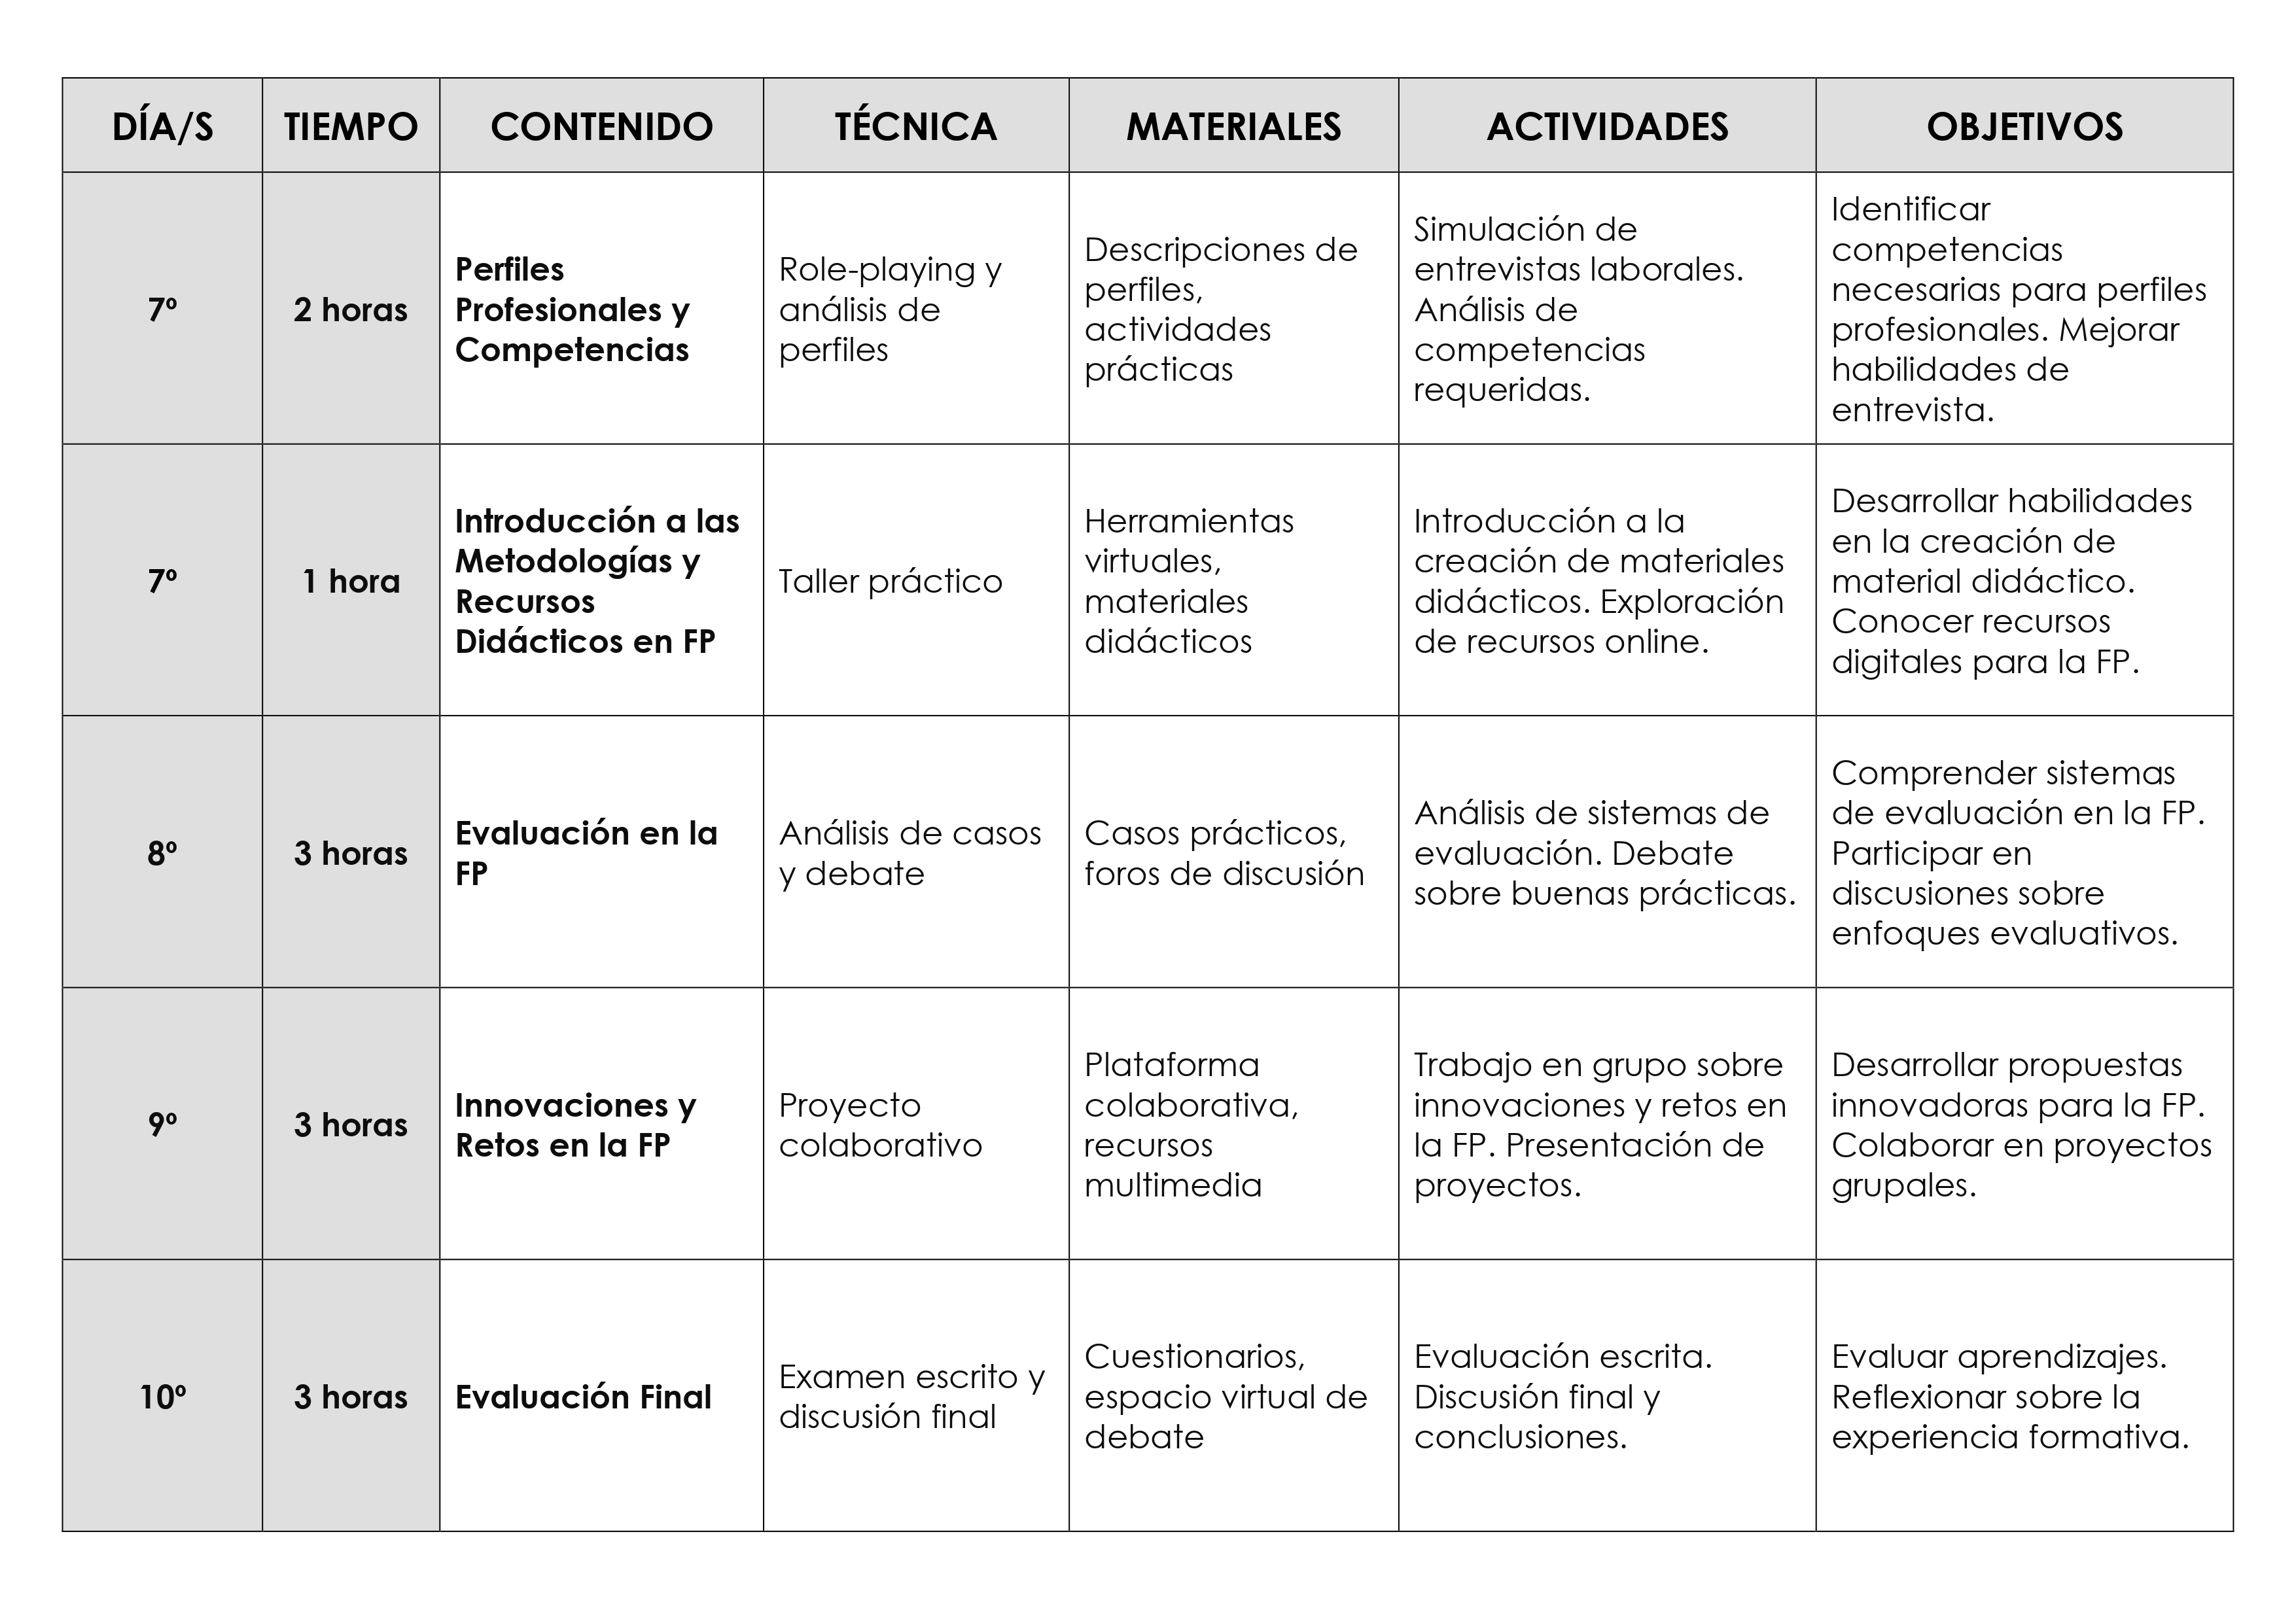 DÍA/S TIEMPO CONTENIDO TÉCNICA MATERIALES ACTIVIDADES OBJETIVOS
7º
2 horas
Perfiles
Profesionales y
Competencias
Role-playing y
análisis de
perfiles
Descripciones de
perfiles,
actividades
prácticas
Simulación de
entrevistas laborales.
Análisis de
competencias
requeridas.
Identificar
competencias
necesarias para perfiles
profesionales. Mejorar
habilidades de
entrevista.
7º
1 hora
Introducción a las
Metodologías y
Recursos
Didácticos en FP
Taller práctico
Herramientas
virtuales,
materiales
didácticos
Introducción a la
creación de materiales
didácticos. Exploración
de recursos online.
Desarrollar habilidades
en la creación de
material didáctico.
Conocer recursos
digitales para la FP.
8º
3 horas
Evaluación en la
FP
Análisis de casos
y debate
Casos prácticos,
foros de discusión
Análisis de sistemas de
evaluación. Debate
sobre buenas prácticas.
Comprender sistemas
de evaluación en la FP.
Participar en
discusiones sobre
enfoques evaluativos.
9º
3 horas
Innovaciones y
Retos en la FP
Proyecto
colaborativo
Plataforma
colaborativa,
recursos
multimedia
Trabajo en grupo sobre
innovaciones y retos en
la FP. Presentación de
proyectos.
Desarrollar propuestas
innovadoras para la FP.
Colaborar en proyectos
grupales.
10º
3 horas
Evaluación Final
Examen escrito y
discusión final
Cuestionarios,
espacio virtual de
debate
Evaluación escrita.
Discusión final y
conclusiones.
Evaluar aprendizajes.
Reflexionar sobre la
experiencia formativa.